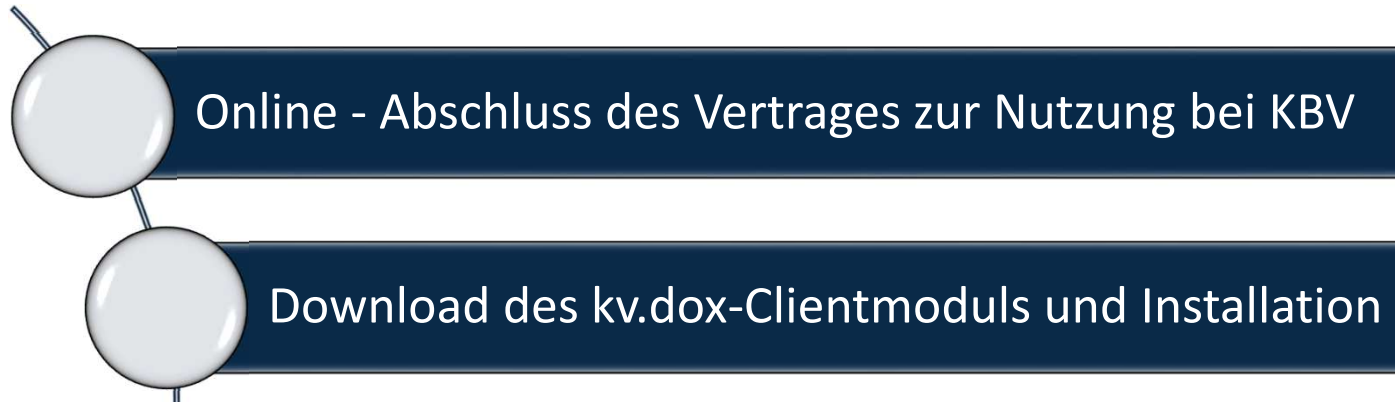 Online - Abschluss des Vertrages zur Nutzung bei KBV
Download des kv.dox-Clientmoduls und Installation